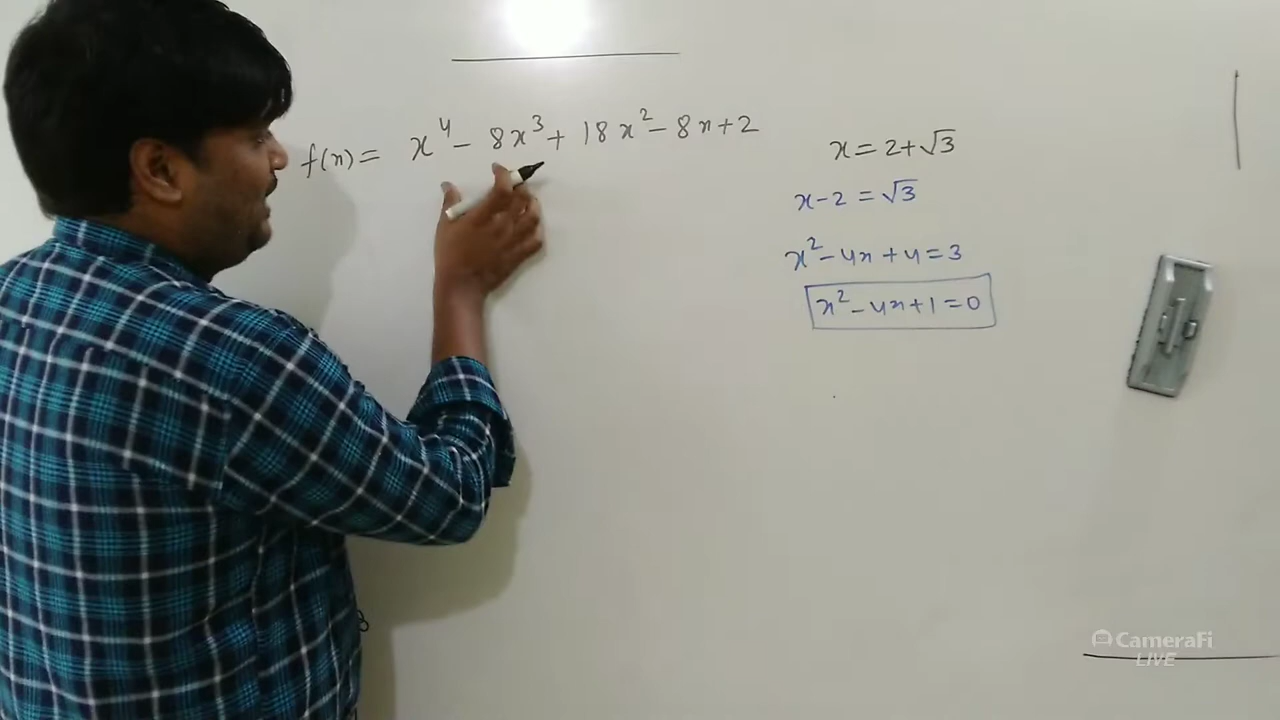 f(x) = x⁴ - 8x³ + 18x² - 8x + 2
x = 2 + √3
x - 2 = √3
x² - 4x + 4 = 3
x² - 4x + 1 = 0
CameraFi
LIVE